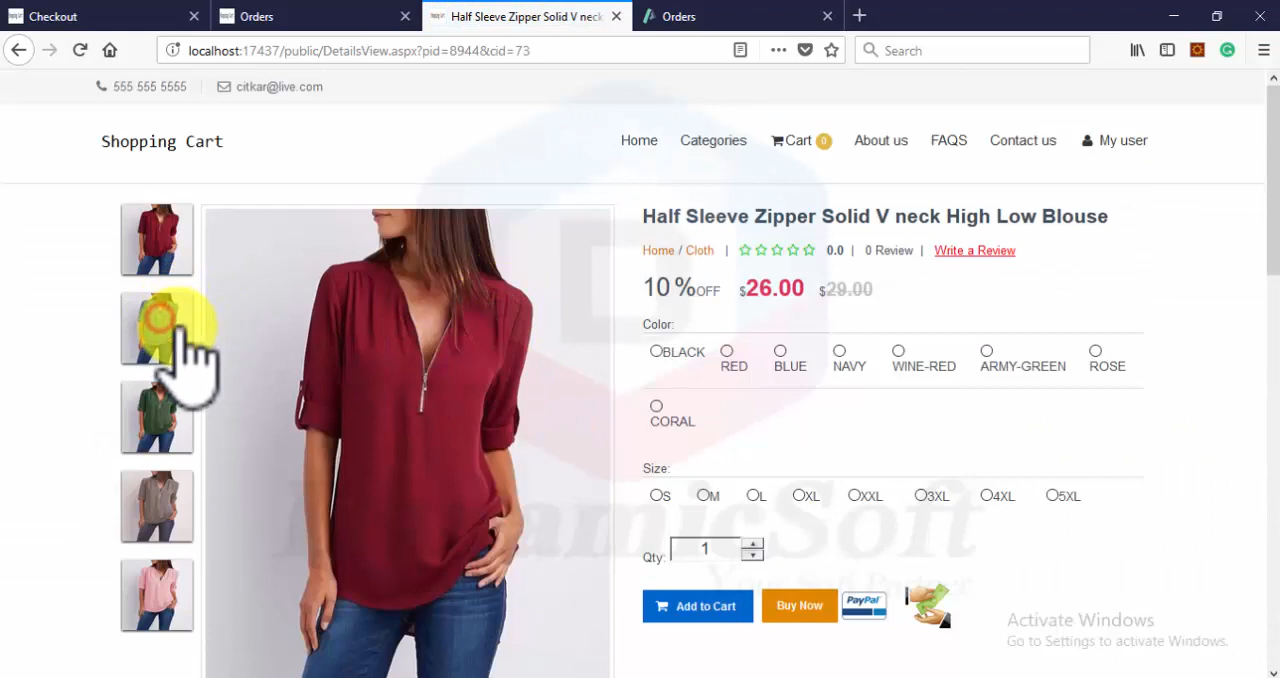 Checkout
Orders
Half Sleeve Zipper Solid V neck
Orders
localhost:17437/public/DetailsView.aspx?pid=8944&cid=73
Search
555 555 5555
citkar@live.com
Shopping Cart
Home
Categories
Cart 0
About us
FAQS
Contact us
My user
Half Sleeve Zipper Solid V neck High Low Blouse
Home / Cloth | 0.0 | 0 Review | Write a Review
10 %OFF $26.00 $29.00
Color:
BLACK
RED
BLUE
NAVY
WINE-RED
ARMY-GREEN
ROSE
CORAL
Size:
S M L XL XXL 3XL 4XL 5XL
Qty: 1
Add to Cart
Buy Now
PayPal
Your Soft Partner
Activate Windows
Go to Settings to activate Windows.